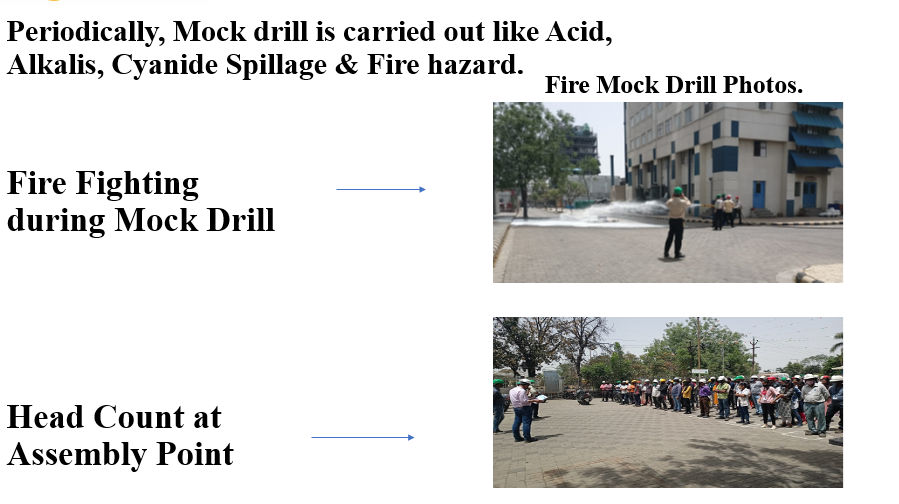 Periodically, Mock drill is carried out like Acid,
Alkalis, Cyanide Spillage & Fire hazard.
Fire Mock Drill Photos.
Fire Fighting
during Mock Drill
Head Count at
Assembly Point